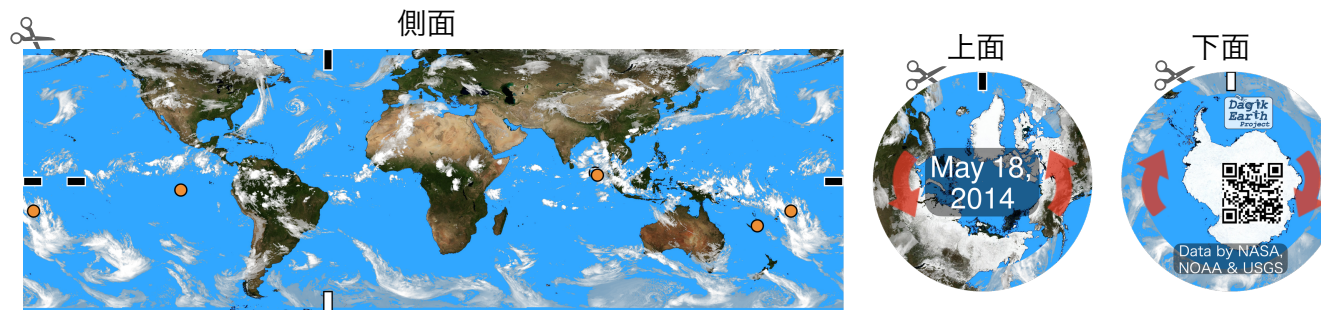 側面
上面
下面
May 18,
2014
Dagik
Earth
Project
Data by NASA,
NOAA & USGS